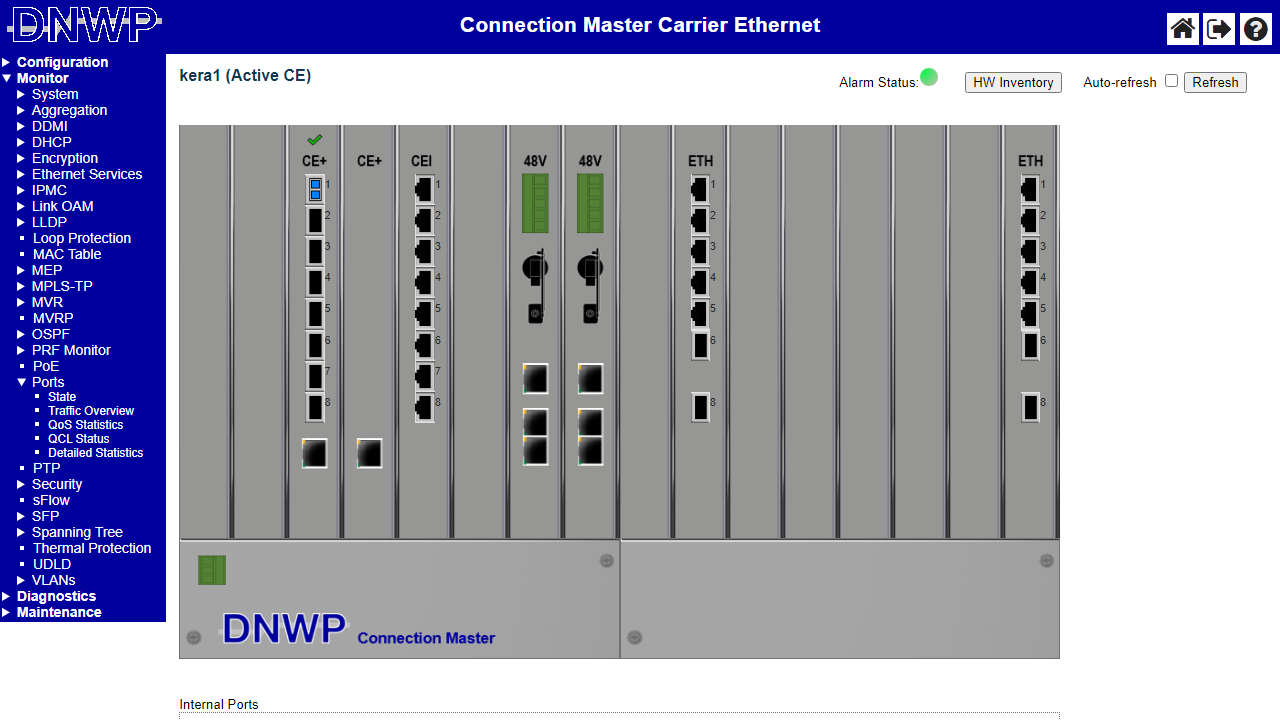 DNWP
Connection Master Carrier Ethernet
Configuration
Monitor
System
Aggregation
DDMI
DHCP
Encryption
Ethernet Services
IPMC
Link OAM
LLDP
Loop Protection
MAC Table
MEP
MPLS-TP
MVR
MVRP
OSPF
PRF Monitor
PoE
Ports
State
Traffic Overview
QoS Statistics
QCL Status
Detailed Statistics
PTP
Security
sFlow
SFP
Spanning Tree
Thermal Protection
UDLD
VLANs
Diagnostics
Maintenance
kera1 (Active CE)
Alarm Status: HW Inventory Auto-refresh Refresh
CE+ CE+ CEI 48V 48V ETH ETH
1 1 1 1
2 2 2 2
3 3 3 3
4 4 4 4
5 5 5 5
6 6 6 6
7 7
8 8 8 8
DNWP Connection Master
Internal Ports